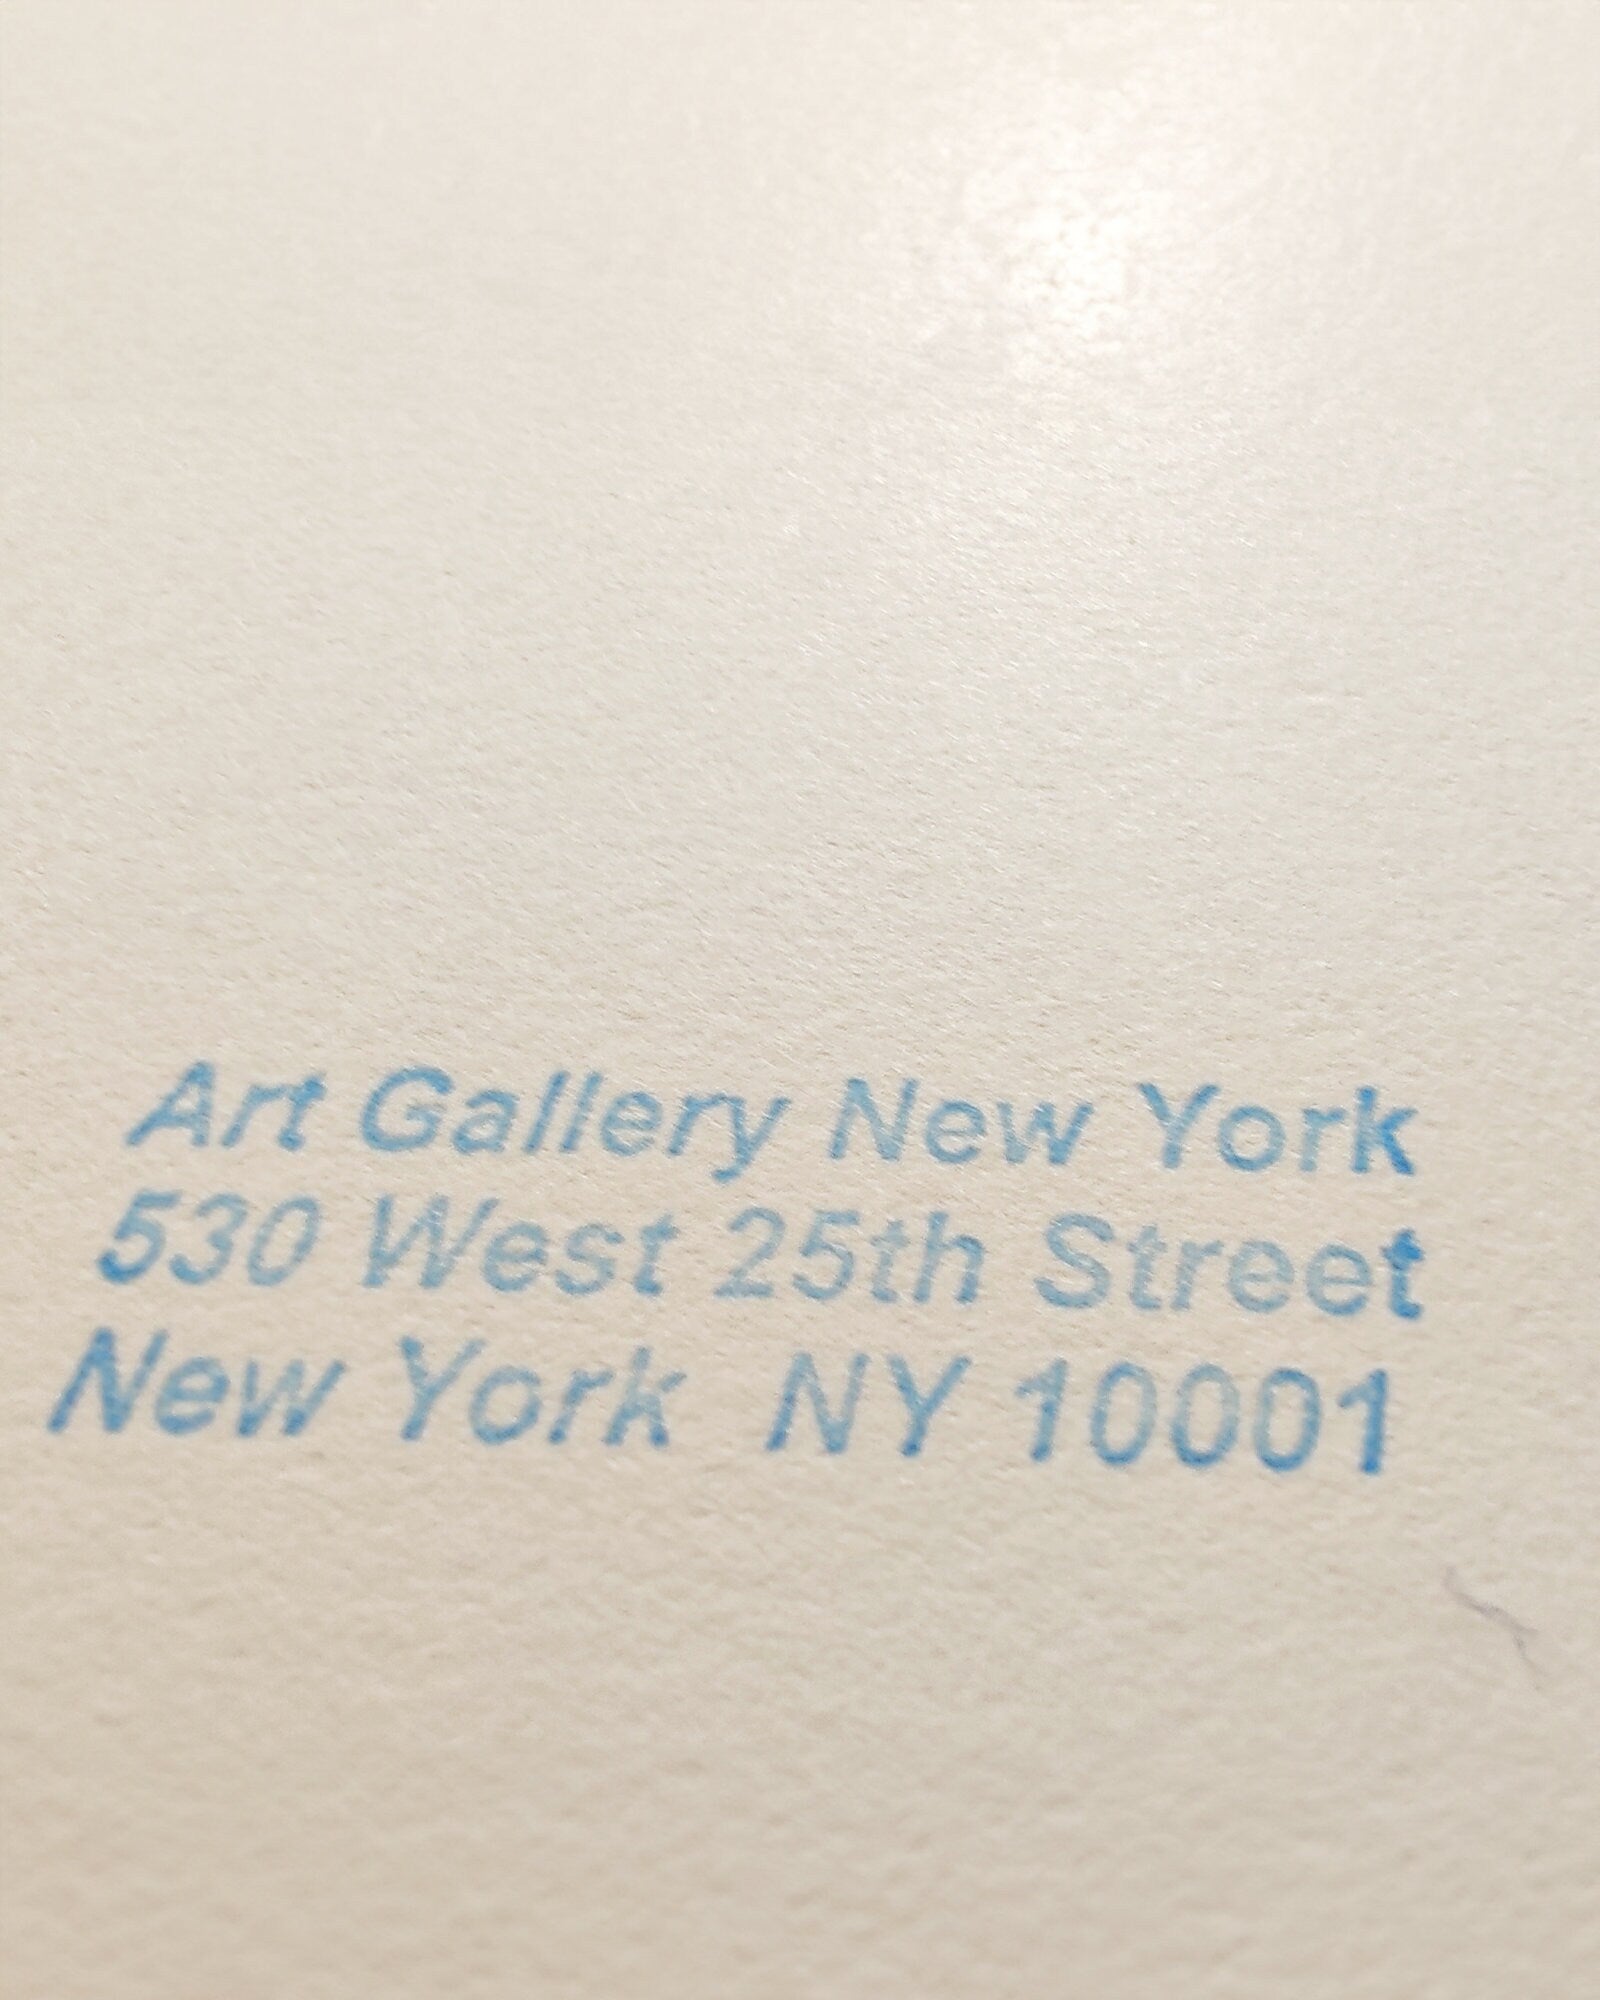 Art Gallery New York
530 West 25th Street
New York NY 10001